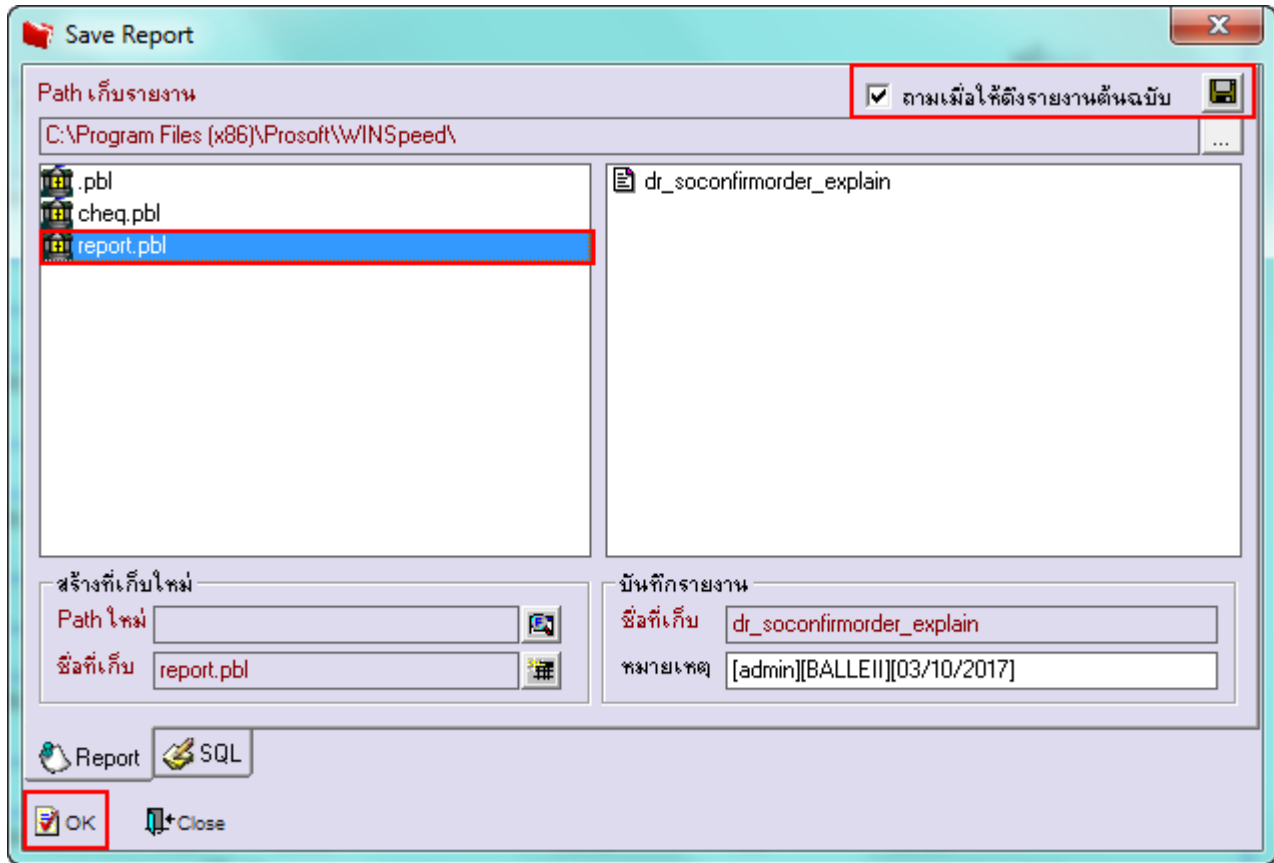 Save Report
Path เก็บรายงาน
ถามเมื่อให้ดึงรายงานต้นฉบับ
C:\Program Files (x86)\Prosoft\WINSpeed\
...
.pbl
cheq.pbl
report.pbl
dr_soconfirmorder_explain
สร้างที่เก็บใหม่
Path ใหม่
ชื่อที่เก็บ report.pbl
บันทึกรายงาน
ชื่อที่เก็บ dr_soconfirmorder_explain
หมายเหตุ [admin][BALLEII][03/10/2017]
Report
SQL
OK
Close